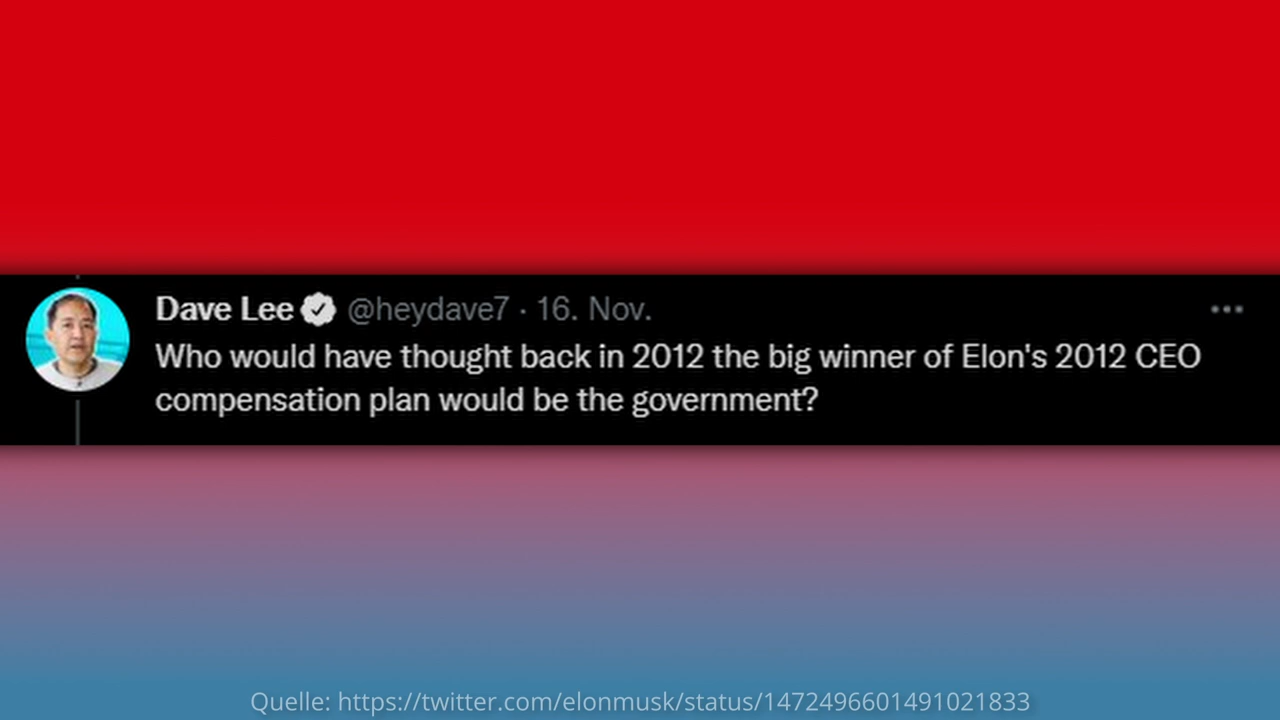 Dave Lee @heydave7 · 16. Nov.
Who would have thought back in 2012 the big winner of Elon's 2012 CEO
compensation plan would be the government?
Quelle: https://twitter.com/elonmusk/status/1472496601491021833